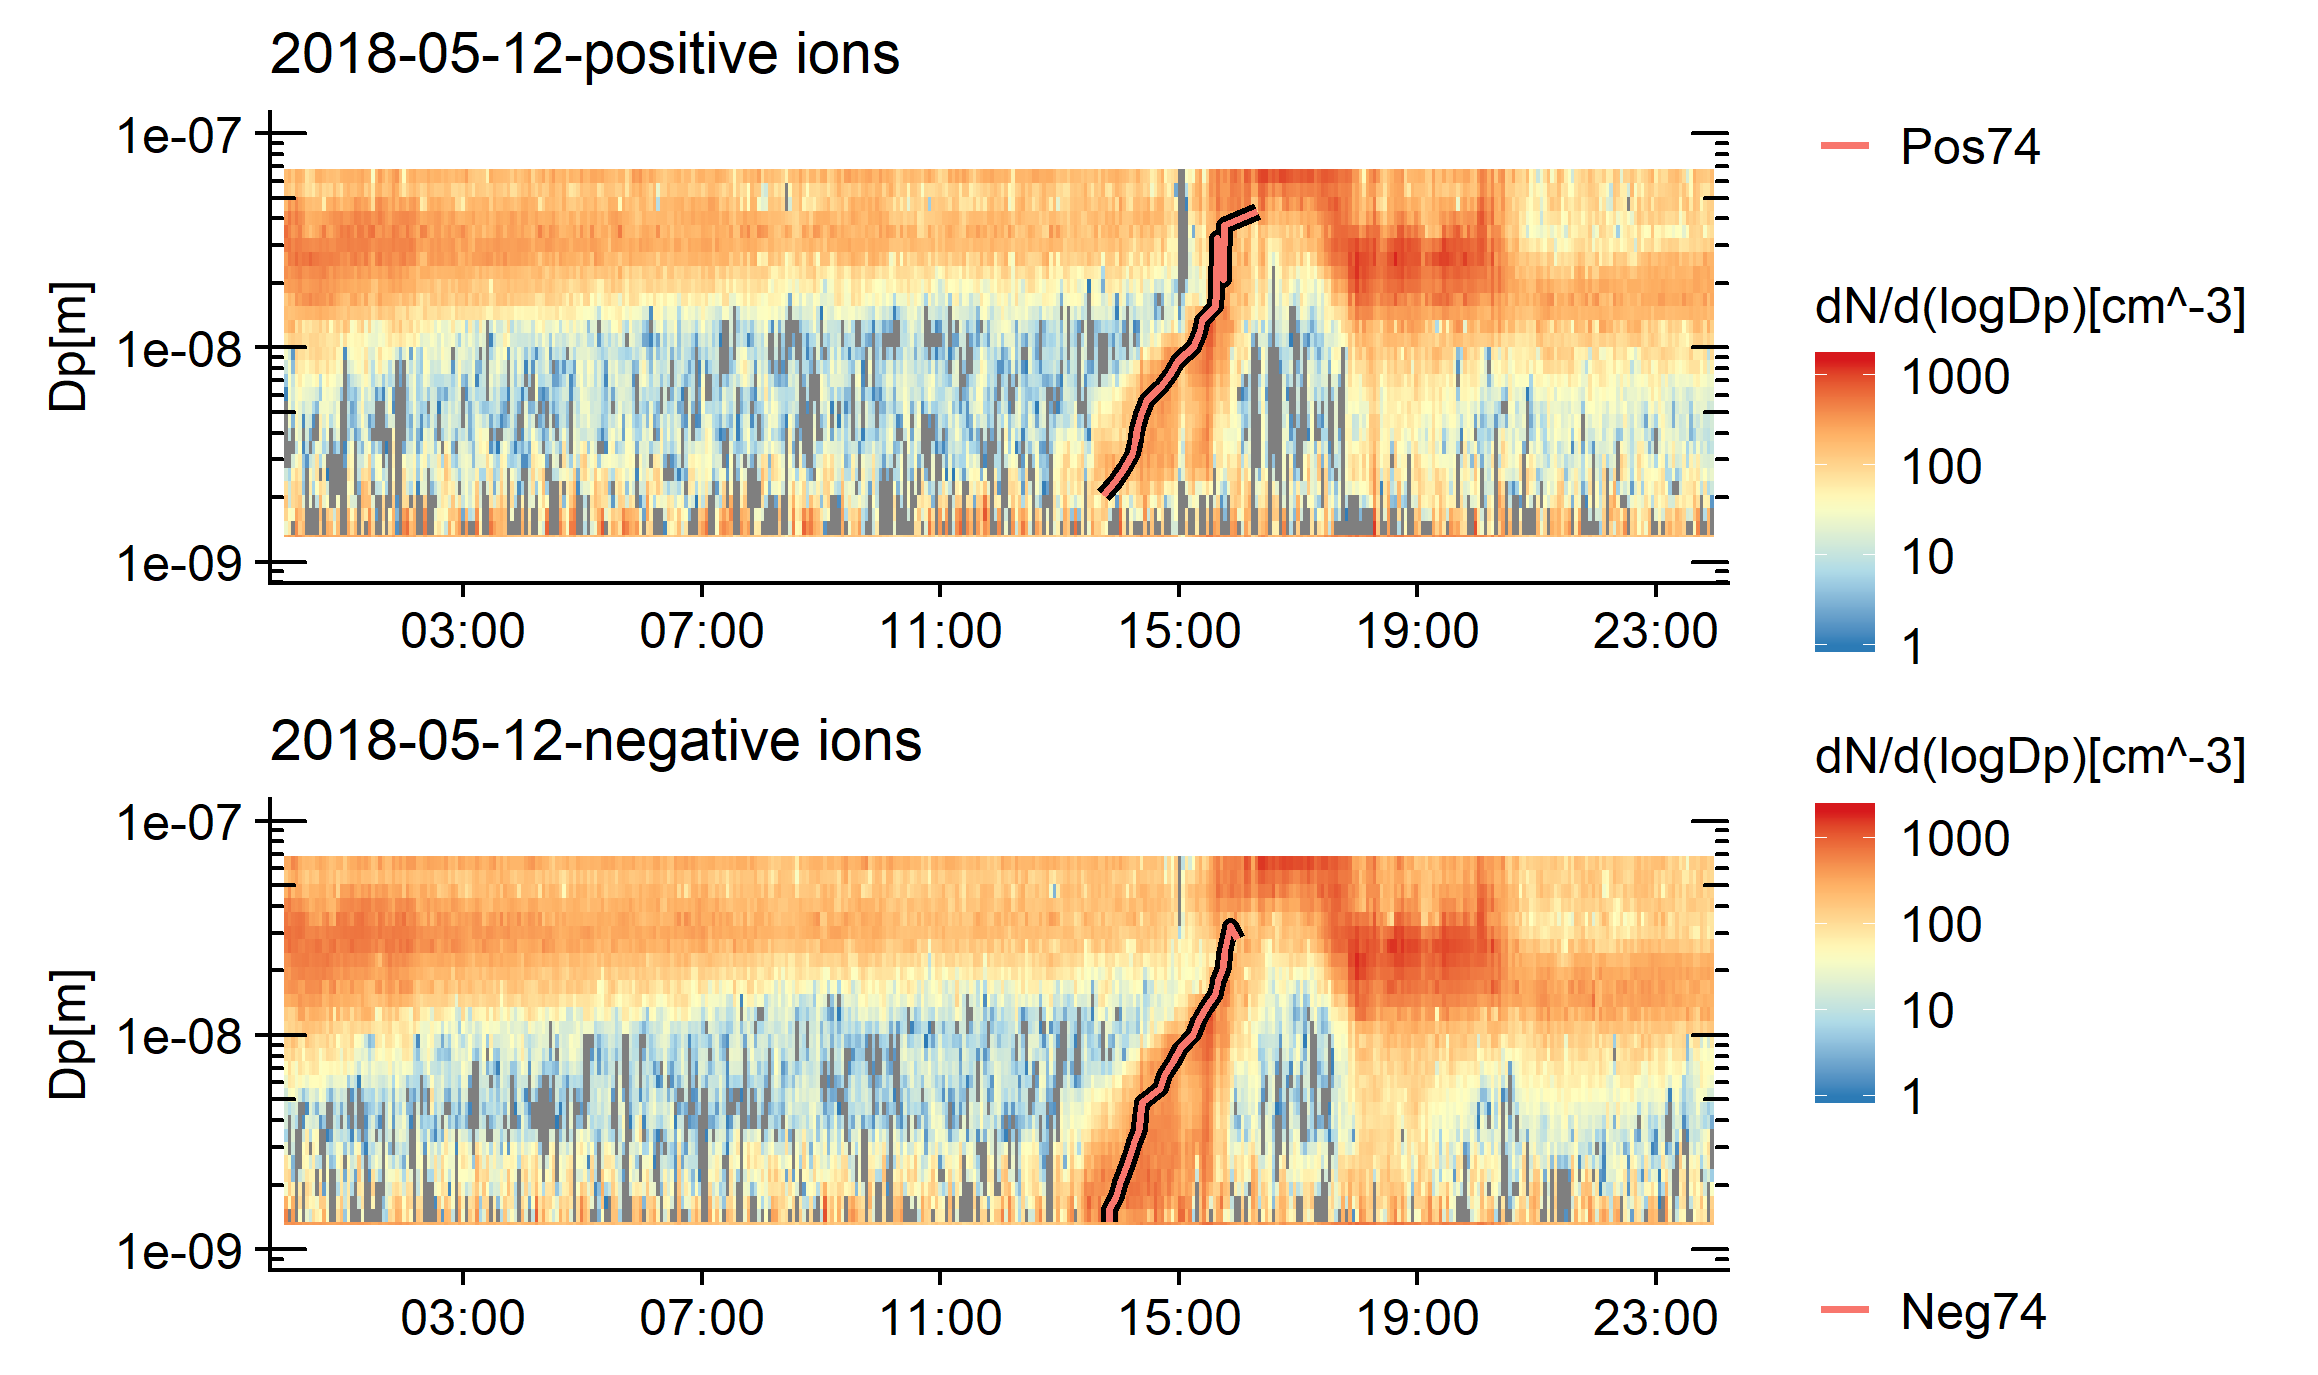 2018-05-12-positive ions
Dp[m]
1e-07
1e-08
1e-09
03:00 07:00 11:00 15:00 19:00 23:00
Pos74
dN/d(logDp)[cm^-3]
1000
100
10
1
2018-05-12-negative ions
Dp[m]
1e-07
1e-08
1e-09
03:00 07:00 11:00 15:00 19:00 23:00
dN/d(logDp)[cm^-3]
1000
100
10
1
Neg74